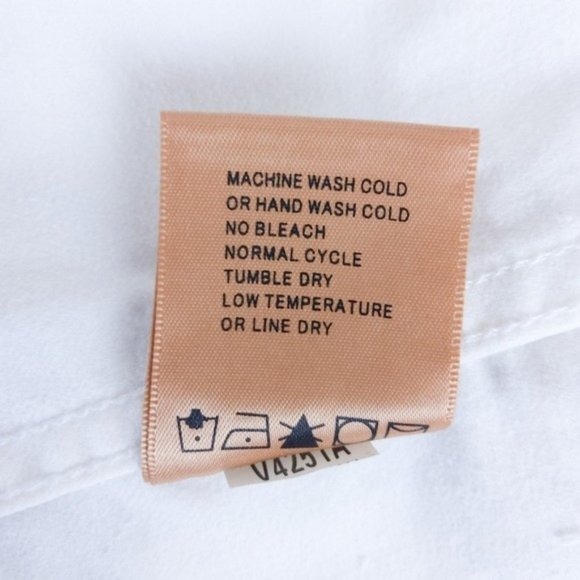 MACHINE WASH COLD
OR HAND WASH COLD
NO BLEACH
NORMAL CYCLE
TUMBLE DRY
LOW TEMPERATURE
OR LINE DRY